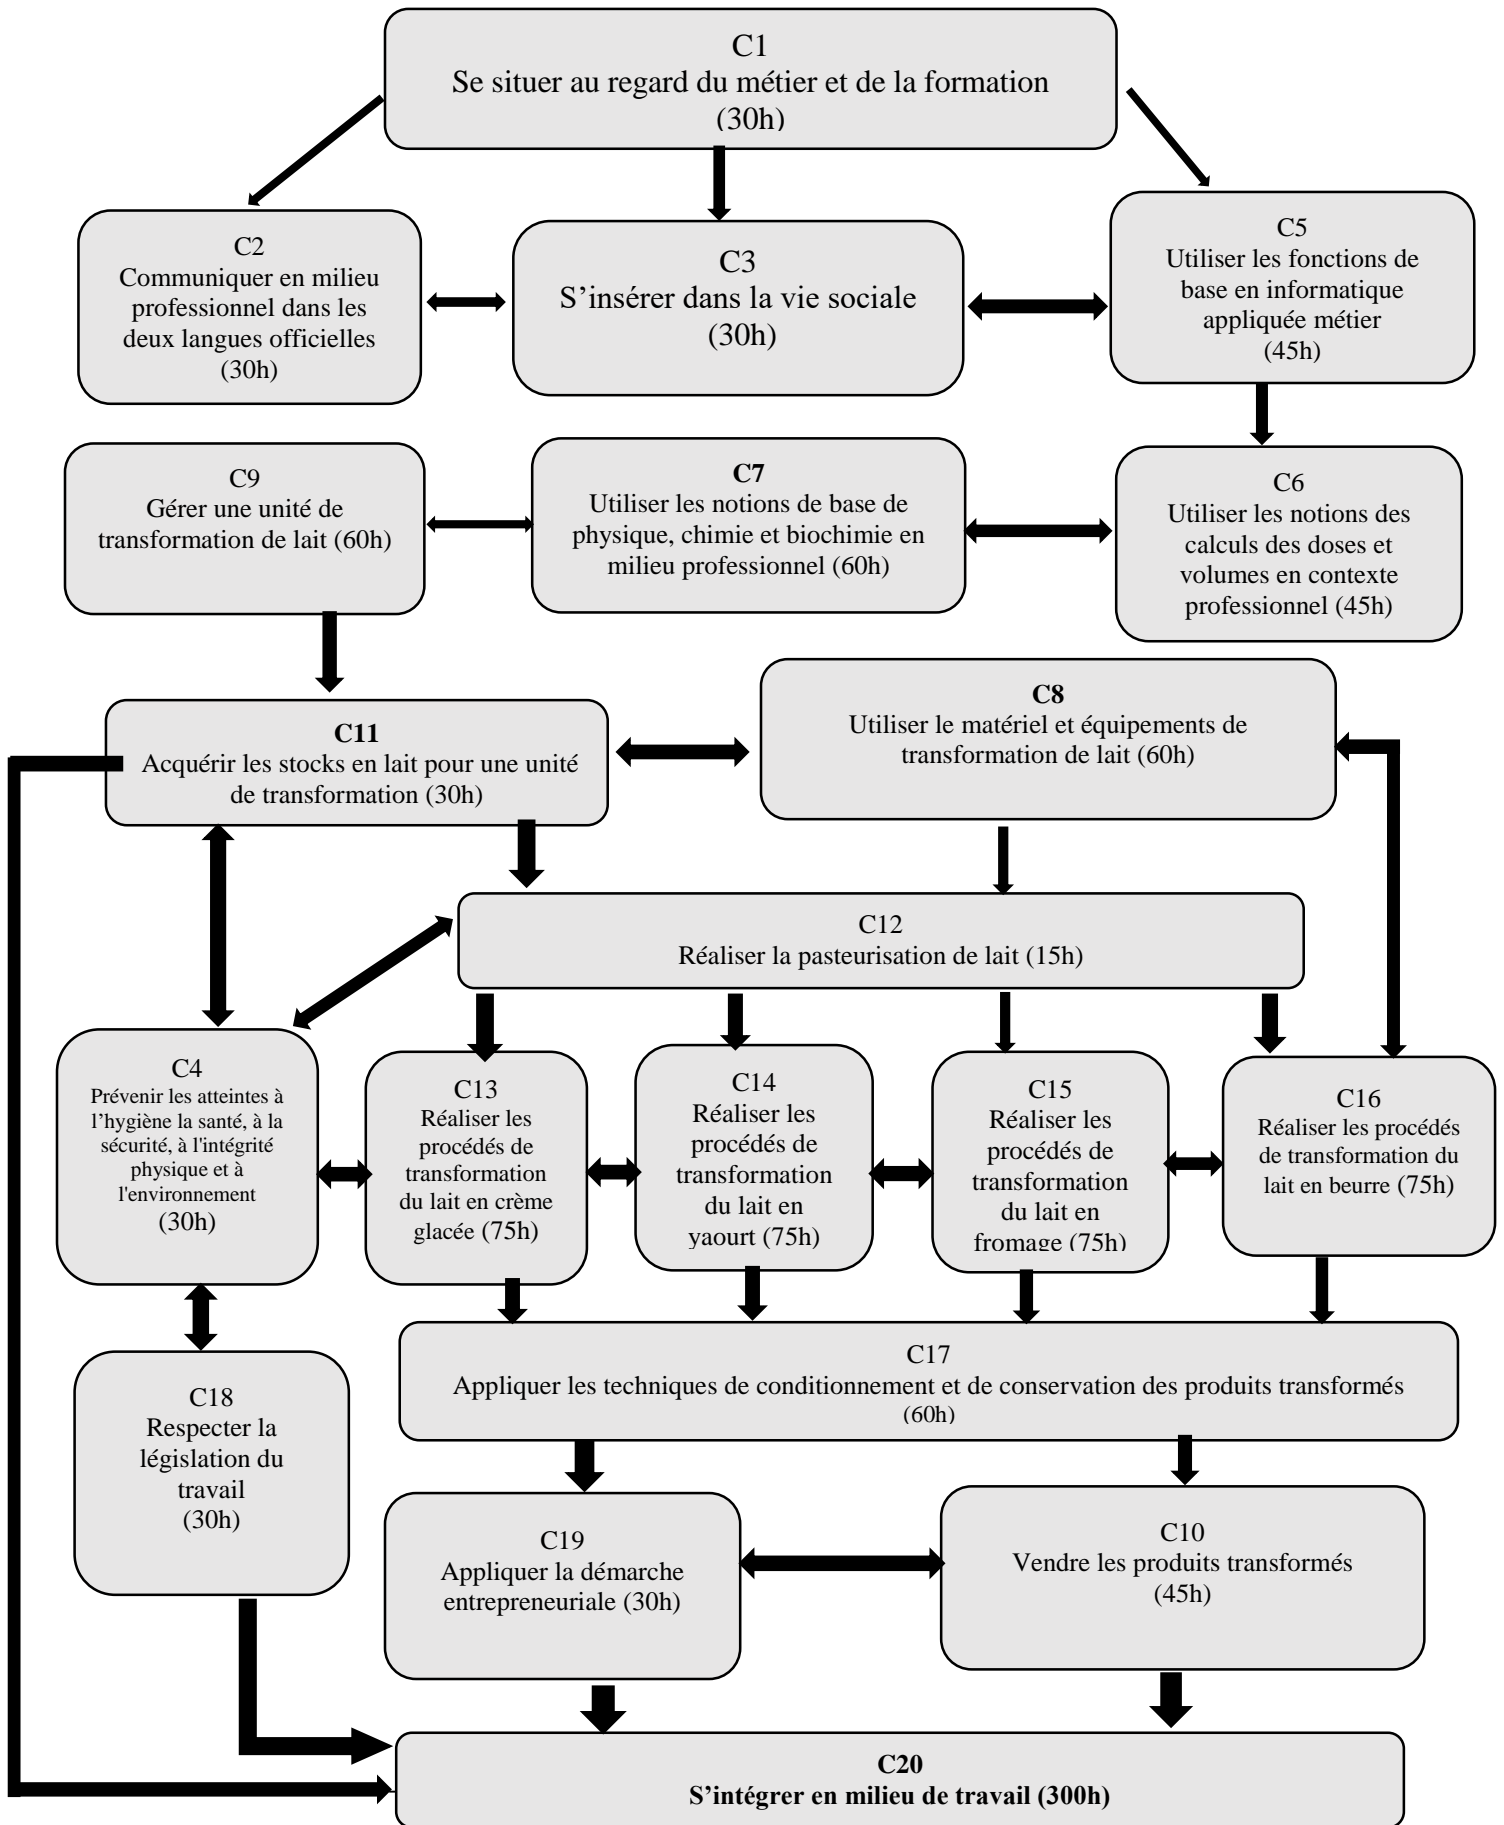 C1
Se situer au regard du métier et de la formation
(30h)
C2
Communiquer en milieu
professionnel dans les
deux langues officielles
(30h)
C3
S’insérer dans la vie sociale
(30h)
C5
Utiliser les fonctions de
base en informatique
appliquée métier
(45h)
C9
Gérer une unité de
transformation de lait (60h)
C7
Utiliser les notions de base de
physique, chimie et biochimie en
milieu professionnel (60h)
C6
Utiliser les notions des
calculs des doses et
volumes en contexte
professionnel (45h)
C11
Acquérir les stocks en lait pour une unité
de transformation (30h)
C8
Utiliser le matériel et équipements de
transformation de lait (60h)
C12
Réaliser la pasteurisation de lait (15h)
C4
Prévenir les atteintes à
l’hygiène la santé, à la
sécurité, à l'intégrité
physique et à
l'environnement
(30h)
C13
Réaliser les
procédés de
transformation
du lait en crème
glacée (75h)
C14
Réaliser les
procédés de
transformation
du lait en
yaourt (75h)
C15
Réaliser les
procédés de
transformation
du lait en
fromage (75h)
C16
Réaliser les procédés
de transformation du
lait en beurre (75h)
C17
Appliquer les techniques de conditionnement et de conservation des produits transformés
(60h)
C18
Respecter la
législation du
travail
(30h)
C19
Appliquer la démarche
entrepreneuriale (30h)
C10
Vendre les produits transformés
(45h)
C20
S’intégrer en milieu de travail (300h)